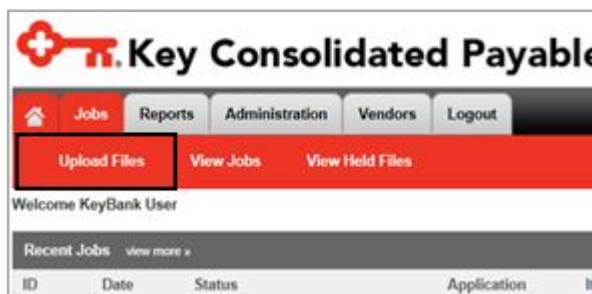 Key Consolidated Payable
Jobs Reports Administration Vendors Logout
Upload Files View Jobs View Held Files
Welcome KeyBank User
Recent Jobs view more »
ID Date Status Application